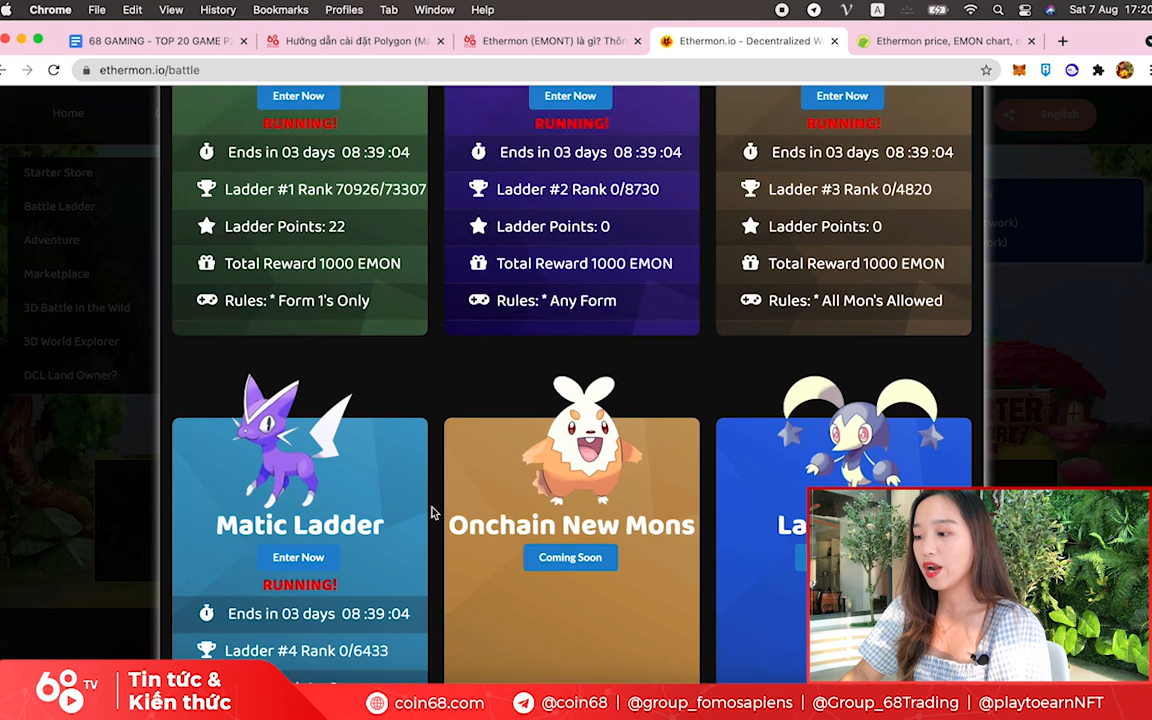 Chrome File Edit View History Bookmarks Profiles Tab Window Help
A
Sat 7 Aug 17:20
68 GAMING - TOP 20 GAME P
Hướng dẫn cài đặt Polygon (Ma
Ethermon (EMONT) là gì? Thôn
Ethermon.io - Decentralized W
Ethermon price, EMON chart,
ethermon.io/battle
Home
English
Starter Store
Battle Ladder
Adventure
Marketplace
3D Battle in the Wild
3D World Explorer
DCL Land Owner?
Enter Now
RUNNING!
Ends in 03 days 08:39:04
Ladder #1 Rank 70926/73307
Ladder Points: 22
Total Reward 1000 EMON
Rules: * Form 1's Only
Enter Now
RUNNING!
Ends in 03 days 08:39:04
Ladder #2 Rank 0/8730
Ladder Points: 0
Total Reward 1000 EMON
Rules: * Any Form
Enter Now
RUNNING!
Ends in 03 days 08:39:04
Ladder #3 Rank 0/4820
Ladder Points: 0
Total Reward 1000 EMON
Rules: * All Mon's Allowed
Matic Ladder
Enter Now
RUNNING!
Ends in 03 days 08:39:04
Ladder #4 Rank 0/6433
Onchain New Mons
Coming Soon
La
68 TV
Tin tức &
Kiến thức
coin68.com
@coin68 | @group_fomosapiens | @Group_68Trading | @playtoearnNFT